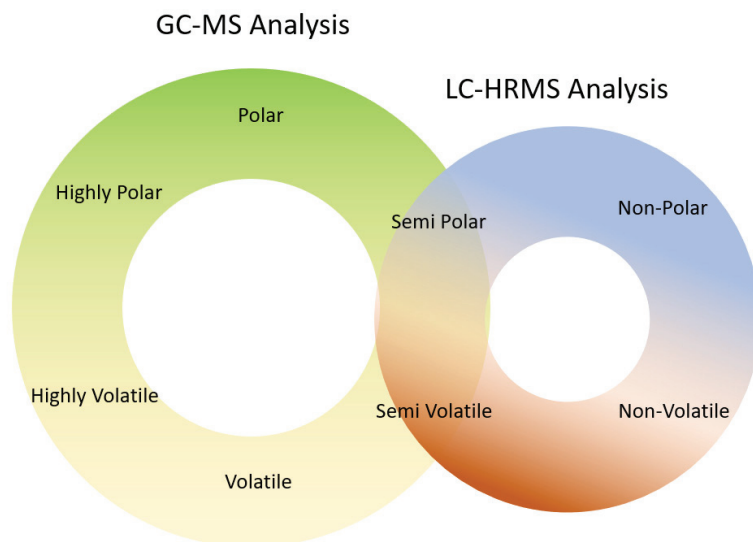 GC-MS Analysis
LC-HRMS Analysis
Polar
Highly Polar
Semi Polar
Non-Polar
Highly Volatile
Semi Volatile
Non-Volatile
Volatile